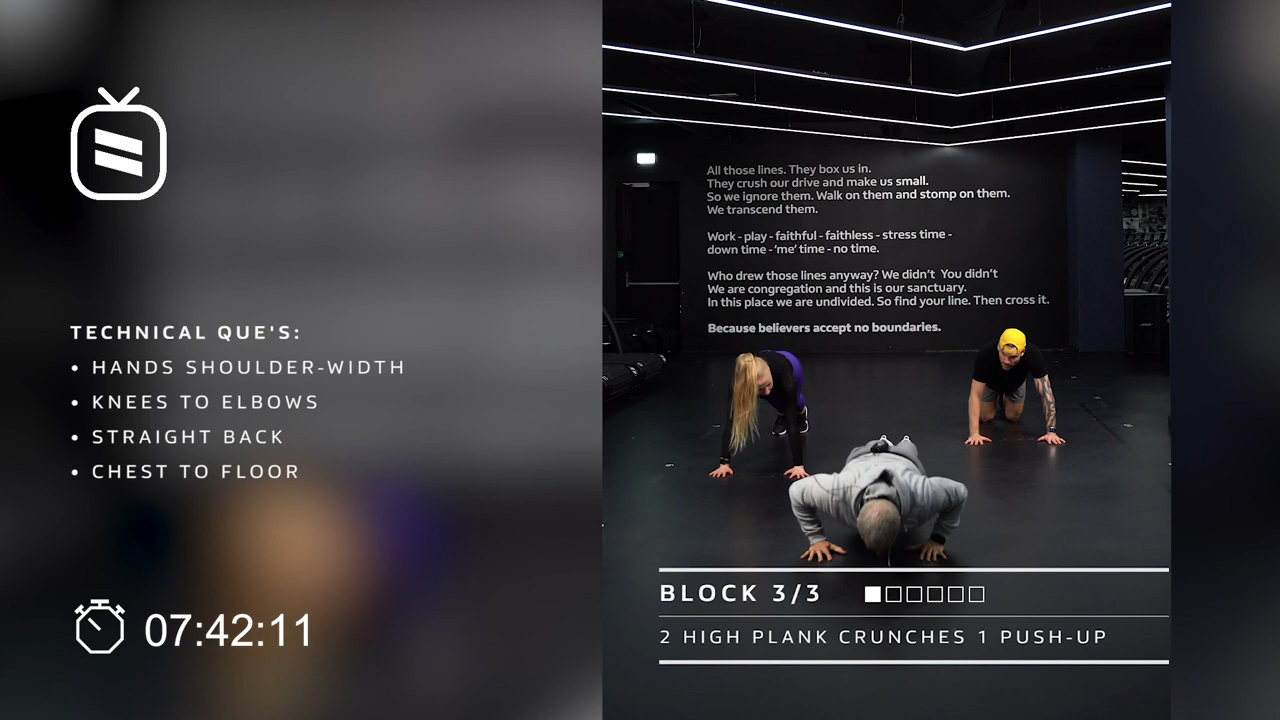 TECHNICAL QUE'S:
• HANDS SHOULDER-WIDTH
• KNEES TO ELBOWS
• STRAIGHT BACK
• CHEST TO FLOOR
07:42:11
All those lines. They box us in.
They crush our drive and make us small.
So we ignore them. Walk on them and stomp on them.
We transcend them.
Work - play - faithful - faithless - stress time -
down time - 'me' time - no time.
Who drew those lines anyway? We didn't You didn't
We are congregation and this is our sanctuary.
In this place we are undivided. So find your line. Then cross it.
Because believers accept no boundaries.
BLOCK 3/3
2 HIGH PLANK CRUNCHES 1 PUSH-UP